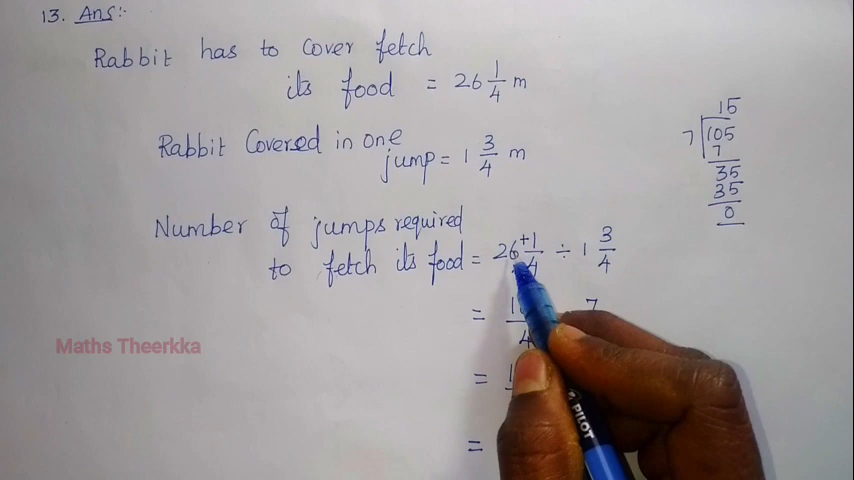 13. Ans:-
Rabbit has to cover fetch
its food = 26 1/4 m
Rabbit Covered in one
jump = 1 3/4 m
Number of jumps required
to fetch its food = 26 + 1/4 ÷ 1 3/4
=
7
4
=
=
15
7 105
7
35
35
0
Maths Theerkka
PILOT